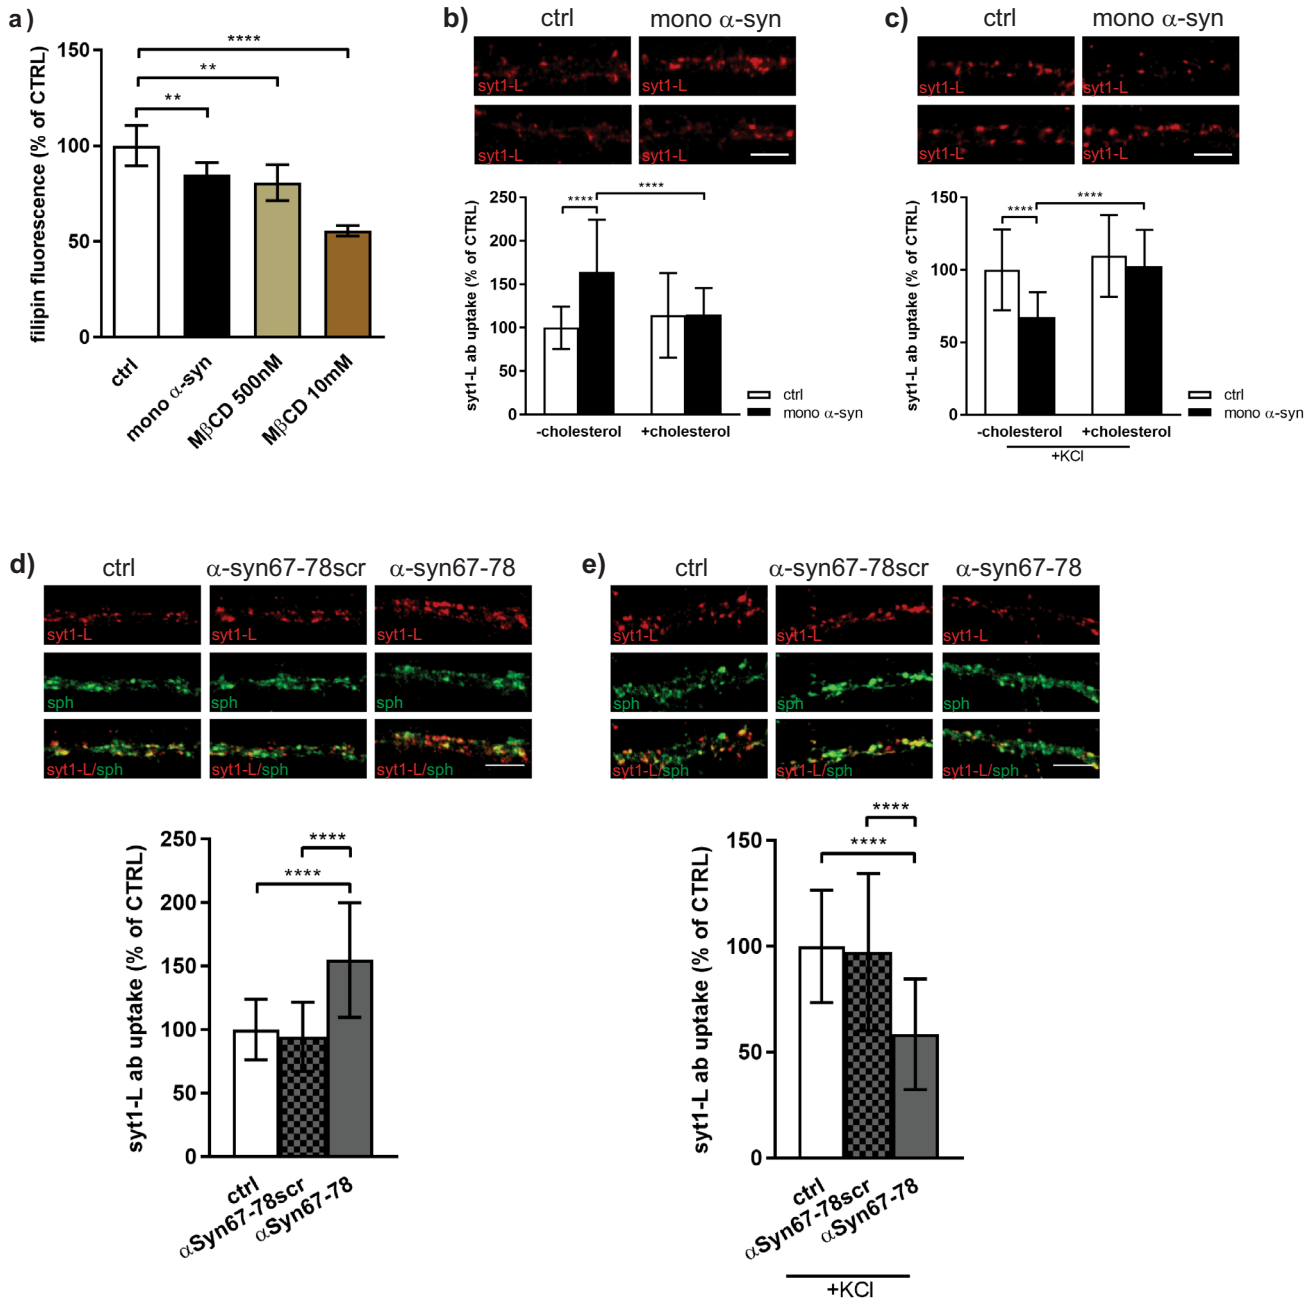 a)
filipin fluorescence (% of CTRL)
150
100
50
0
****
**
**
ctrl
mono α-syn
MβCD 500nM
MβCD 10mM
b)
ctrl
mono α-syn
syt1-L
syt1-L
syt1-L
syt1-L
syt1-L ab uptake (% of CTRL)
250
200
150
100
50
0
****
****
-cholesterol
+cholesterol
ctrl
mono α-syn
c)
ctrl
mono α-syn
syt1-L
syt1-L
syt1-L
syt1-L
syt1-L ab uptake (% of CTRL)
150
100
50
0
****
****
-cholesterol
+cholesterol
+KCl
ctrl
mono α-syn
d)
ctrl
α-syn67-78scr
α-syn67-78
syt1-L
syt1-L
syt1-L
sph
sph
sph
syt1-L/sph
syt1-L/sph
syt1-L/sph
syt1-L ab uptake (% of CTRL)
250
200
150
100
50
0
****
****
ctrl
αSyn67-78scr
αSyn67-78
e)
ctrl
α-syn67-78scr
α-syn67-78
syt1-L
syt1-L
syt1-L
sph
sph
sph
syt1-L/sph
syt1-L/sph
syt1-L/sph
syt1-L ab uptake (% of CTRL)
150
100
50
0
****
****
ctrl
αSyn67-78scr
αSyn67-78
+KCl